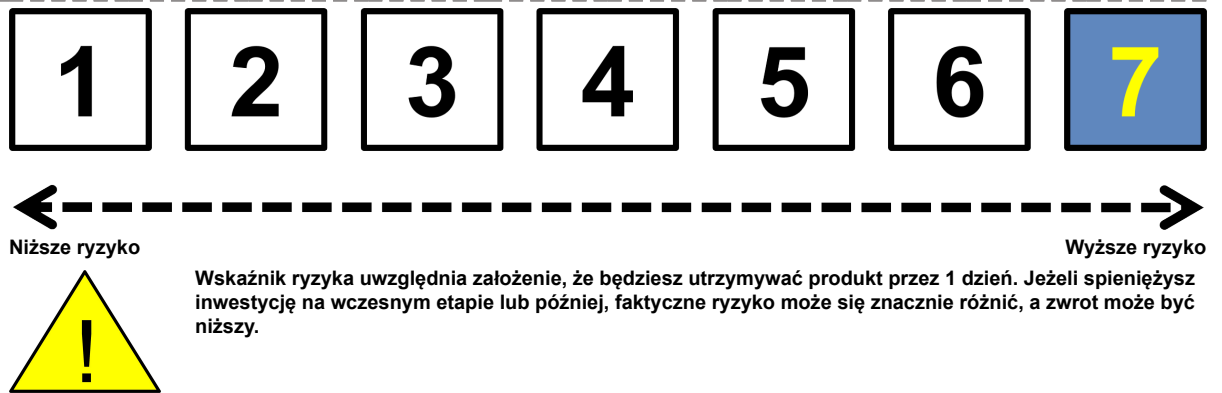 1 2 3 4 5 6 7
Niższe ryzyko Wyższe ryzyko
Wskaźnik ryzyka uwzględnia założenie, że będziesz utrzymywać produkt przez 1 dzień. Jeżeli spieniężysz
inwestycję na wczesnym etapie lub później, faktyczne ryzyko może się znacznie różnić, a zwrot może być
niższy.
!